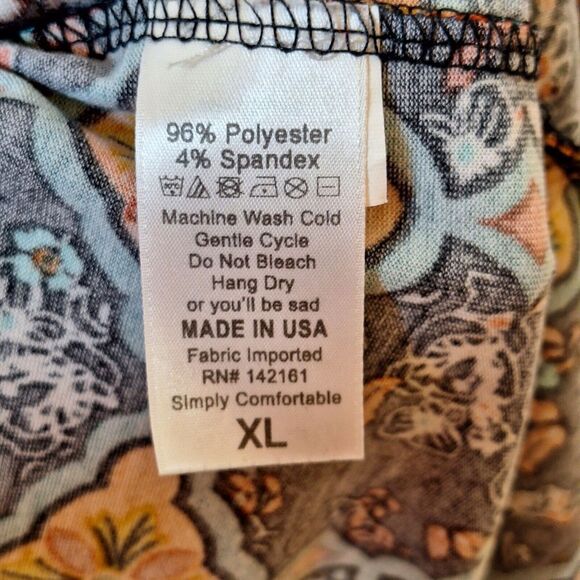 96% Polyester
4% Spandex
Machine Wash Cold
Gentle Cycle
Do Not Bleach
Hang Dry
or you'll be sad
MADE IN USA
Fabric Imported
RN# 142161
Simply Comfortable
XL